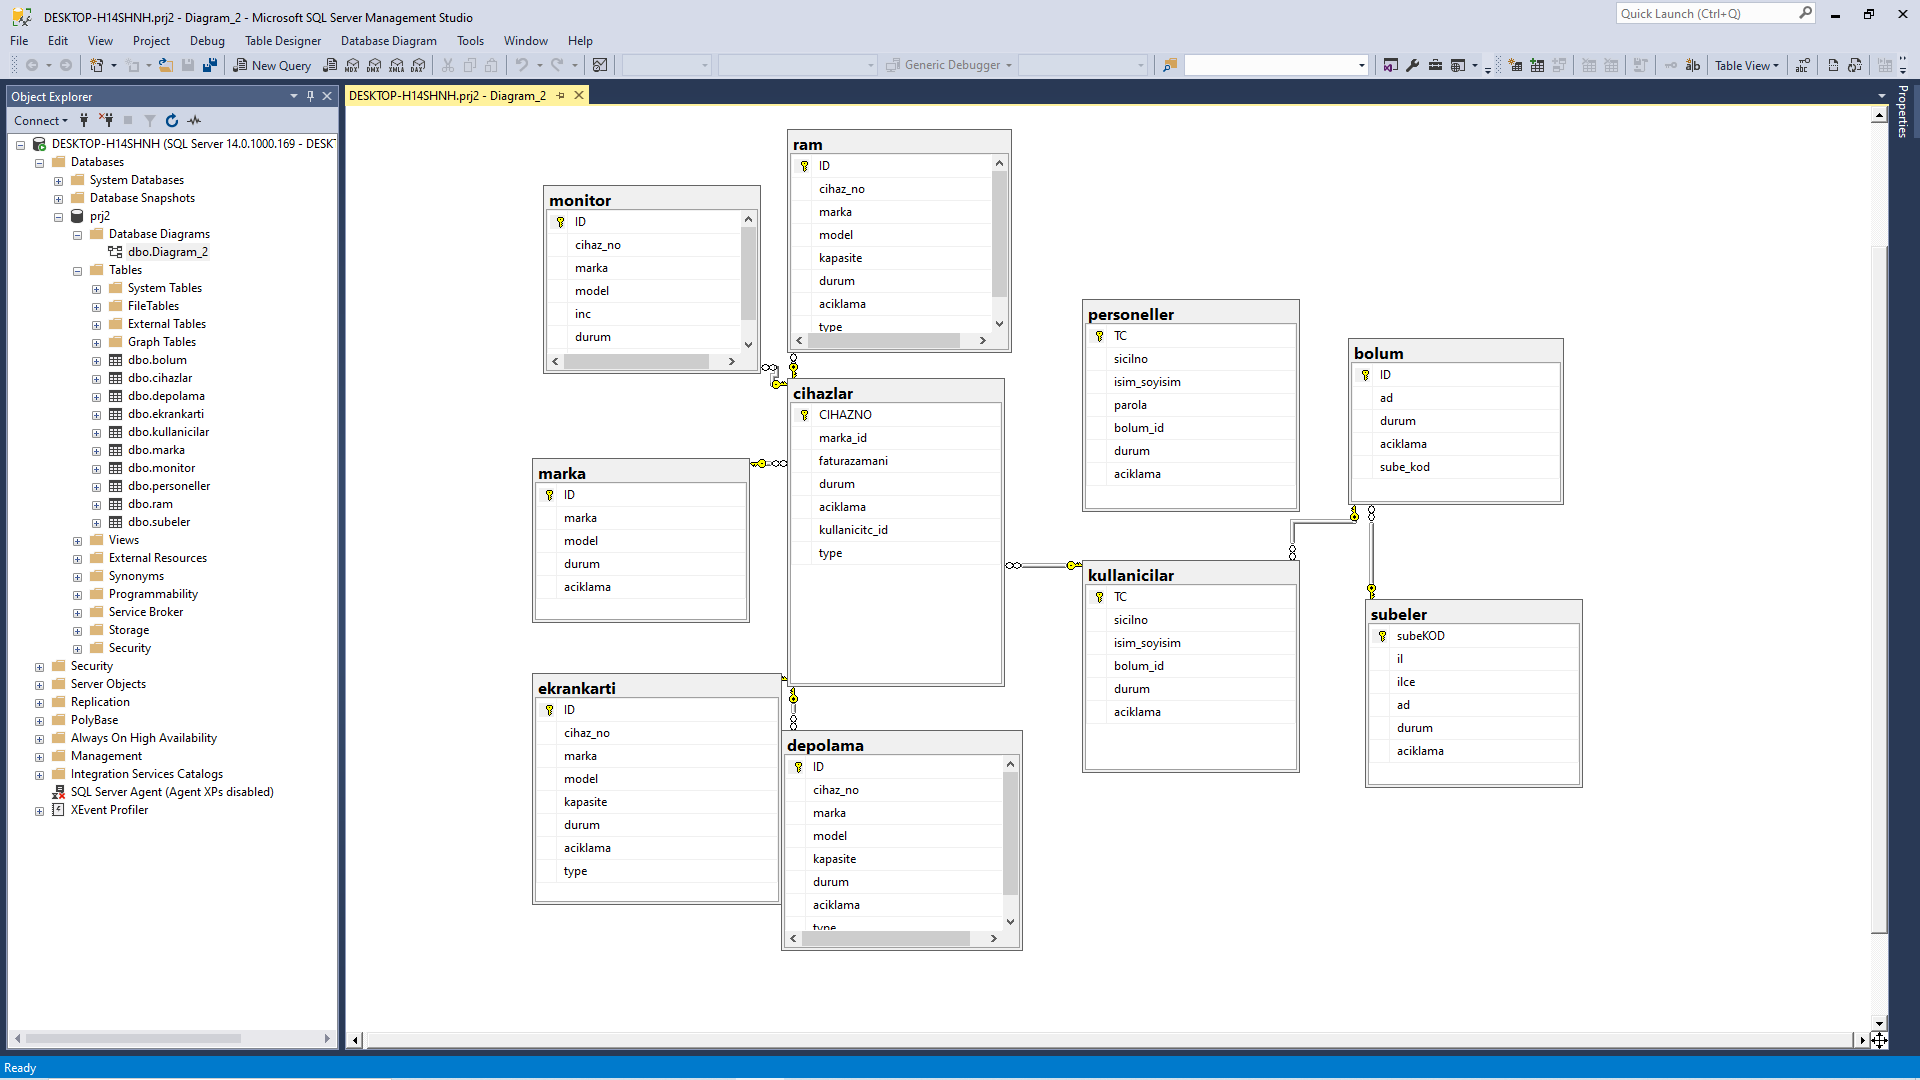 DESKTOP-H14SHNH.prj2 - Diagram_2 - Microsoft SQL Server Management Studio
Quick Launch (Ctrl+Q)
File Edit View Project Debug Table Designer Database Diagram Tools Window Help
New Query
MDX DMX XMLA DAX
Generic Debugger
Table View
Object Explorer
Connect
DESKTOP-H14SHNH (SQL Server 14.0.1000.169 - DESKT
Databases
System Databases
Database Snapshots
prj2
Database Diagrams
dbo.Diagram_2
Tables
System Tables
FileTables
External Tables
Graph Tables
dbo.bolum
dbo.cihazlar
dbo.depolama
dbo.ekrankarti
dbo.kullanicilar
dbo.marka
dbo.monitor
dbo.personeller
dbo.ram
dbo.subeler
Views
External Resources
Synonyms
Programmability
Service Broker
Storage
Security
Security
Server Objects
Replication
PolyBase
Always On High Availability
Management
Integration Services Catalogs
SQL Server Agent (Agent XPs disabled)
XEvent Profiler
DESKTOP-H14SHNH.prj2 - Diagram_2
monitor
ID
cihaz_no
marka
model
inc
durum
ram
ID
cihaz_no
marka
model
kapasite
durum
aciklama
type
marka
ID
marka
model
durum
aciklama
cihazlar
CIHAZNO
marka_id
faturazamani
durum
aciklama
kullanicitc_id
type
ekrankarti
ID
cihaz_no
marka
model
kapasite
durum
aciklama
type
depolama
ID
cihaz_no
marka
model
kapasite
durum
aciklama
type
personeller
TC
sicilno
isim_soyisim
parola
bolum_id
durum
aciklama
kullanicilar
TC
sicilno
isim_soyisim
bolum_id
durum
aciklama
bolum
ID
ad
durum
aciklama
sube_kod
subeler
subeKOD
il
ilce
ad
durum
aciklama
Properties
Ready